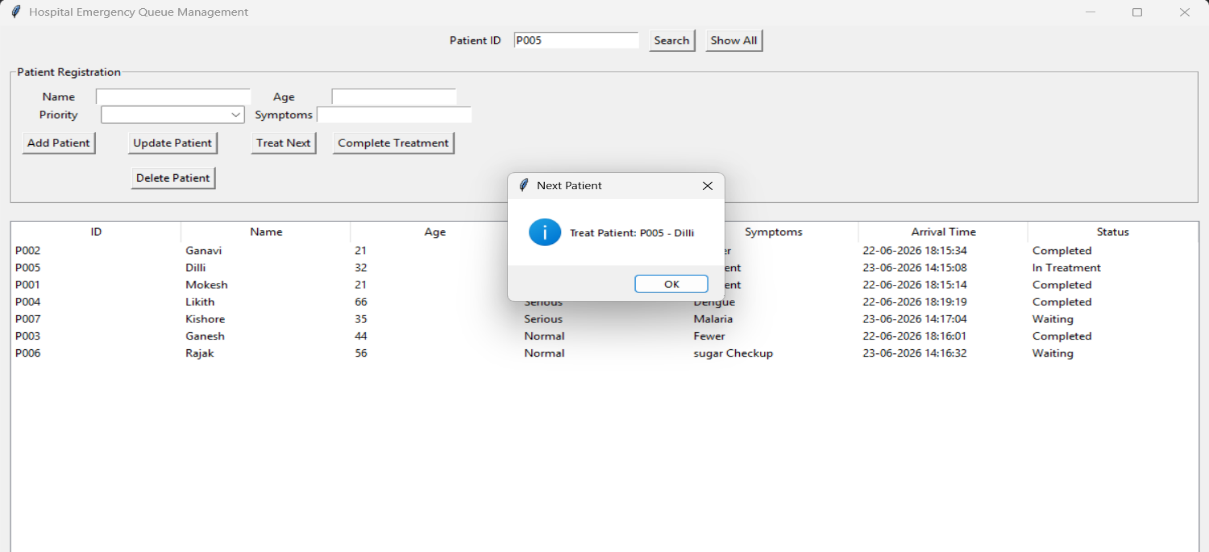 Hospital Emergency Queue Management
Patient ID P005 Search Show All
Patient Registration
Name Age
Priority Symptoms
Add Patient Update Patient Treat Next Complete Treatment
Delete Patient
Next Patient
Treat Patient: P005 - Dilli
OK
ID Name Age Symptoms Arrival Time Status
P002 Ganavi 21 22-06-2026 18:15:34 Completed
P005 Dilli 32 23-06-2026 14:15:08 In Treatment
P001 Mokesh 21 22-06-2026 18:15:14 Completed
P004 Likith 66 Serious Dengue 22-06-2026 18:19:19 Completed
P007 Kishore 35 Serious Malaria 23-06-2026 14:17:04 Waiting
P003 Ganesh 44 Normal Fewer 22-06-2026 18:16:01 Completed
P006 Rajak 56 Normal sugar Checkup 23-06-2026 14:16:32 Waiting